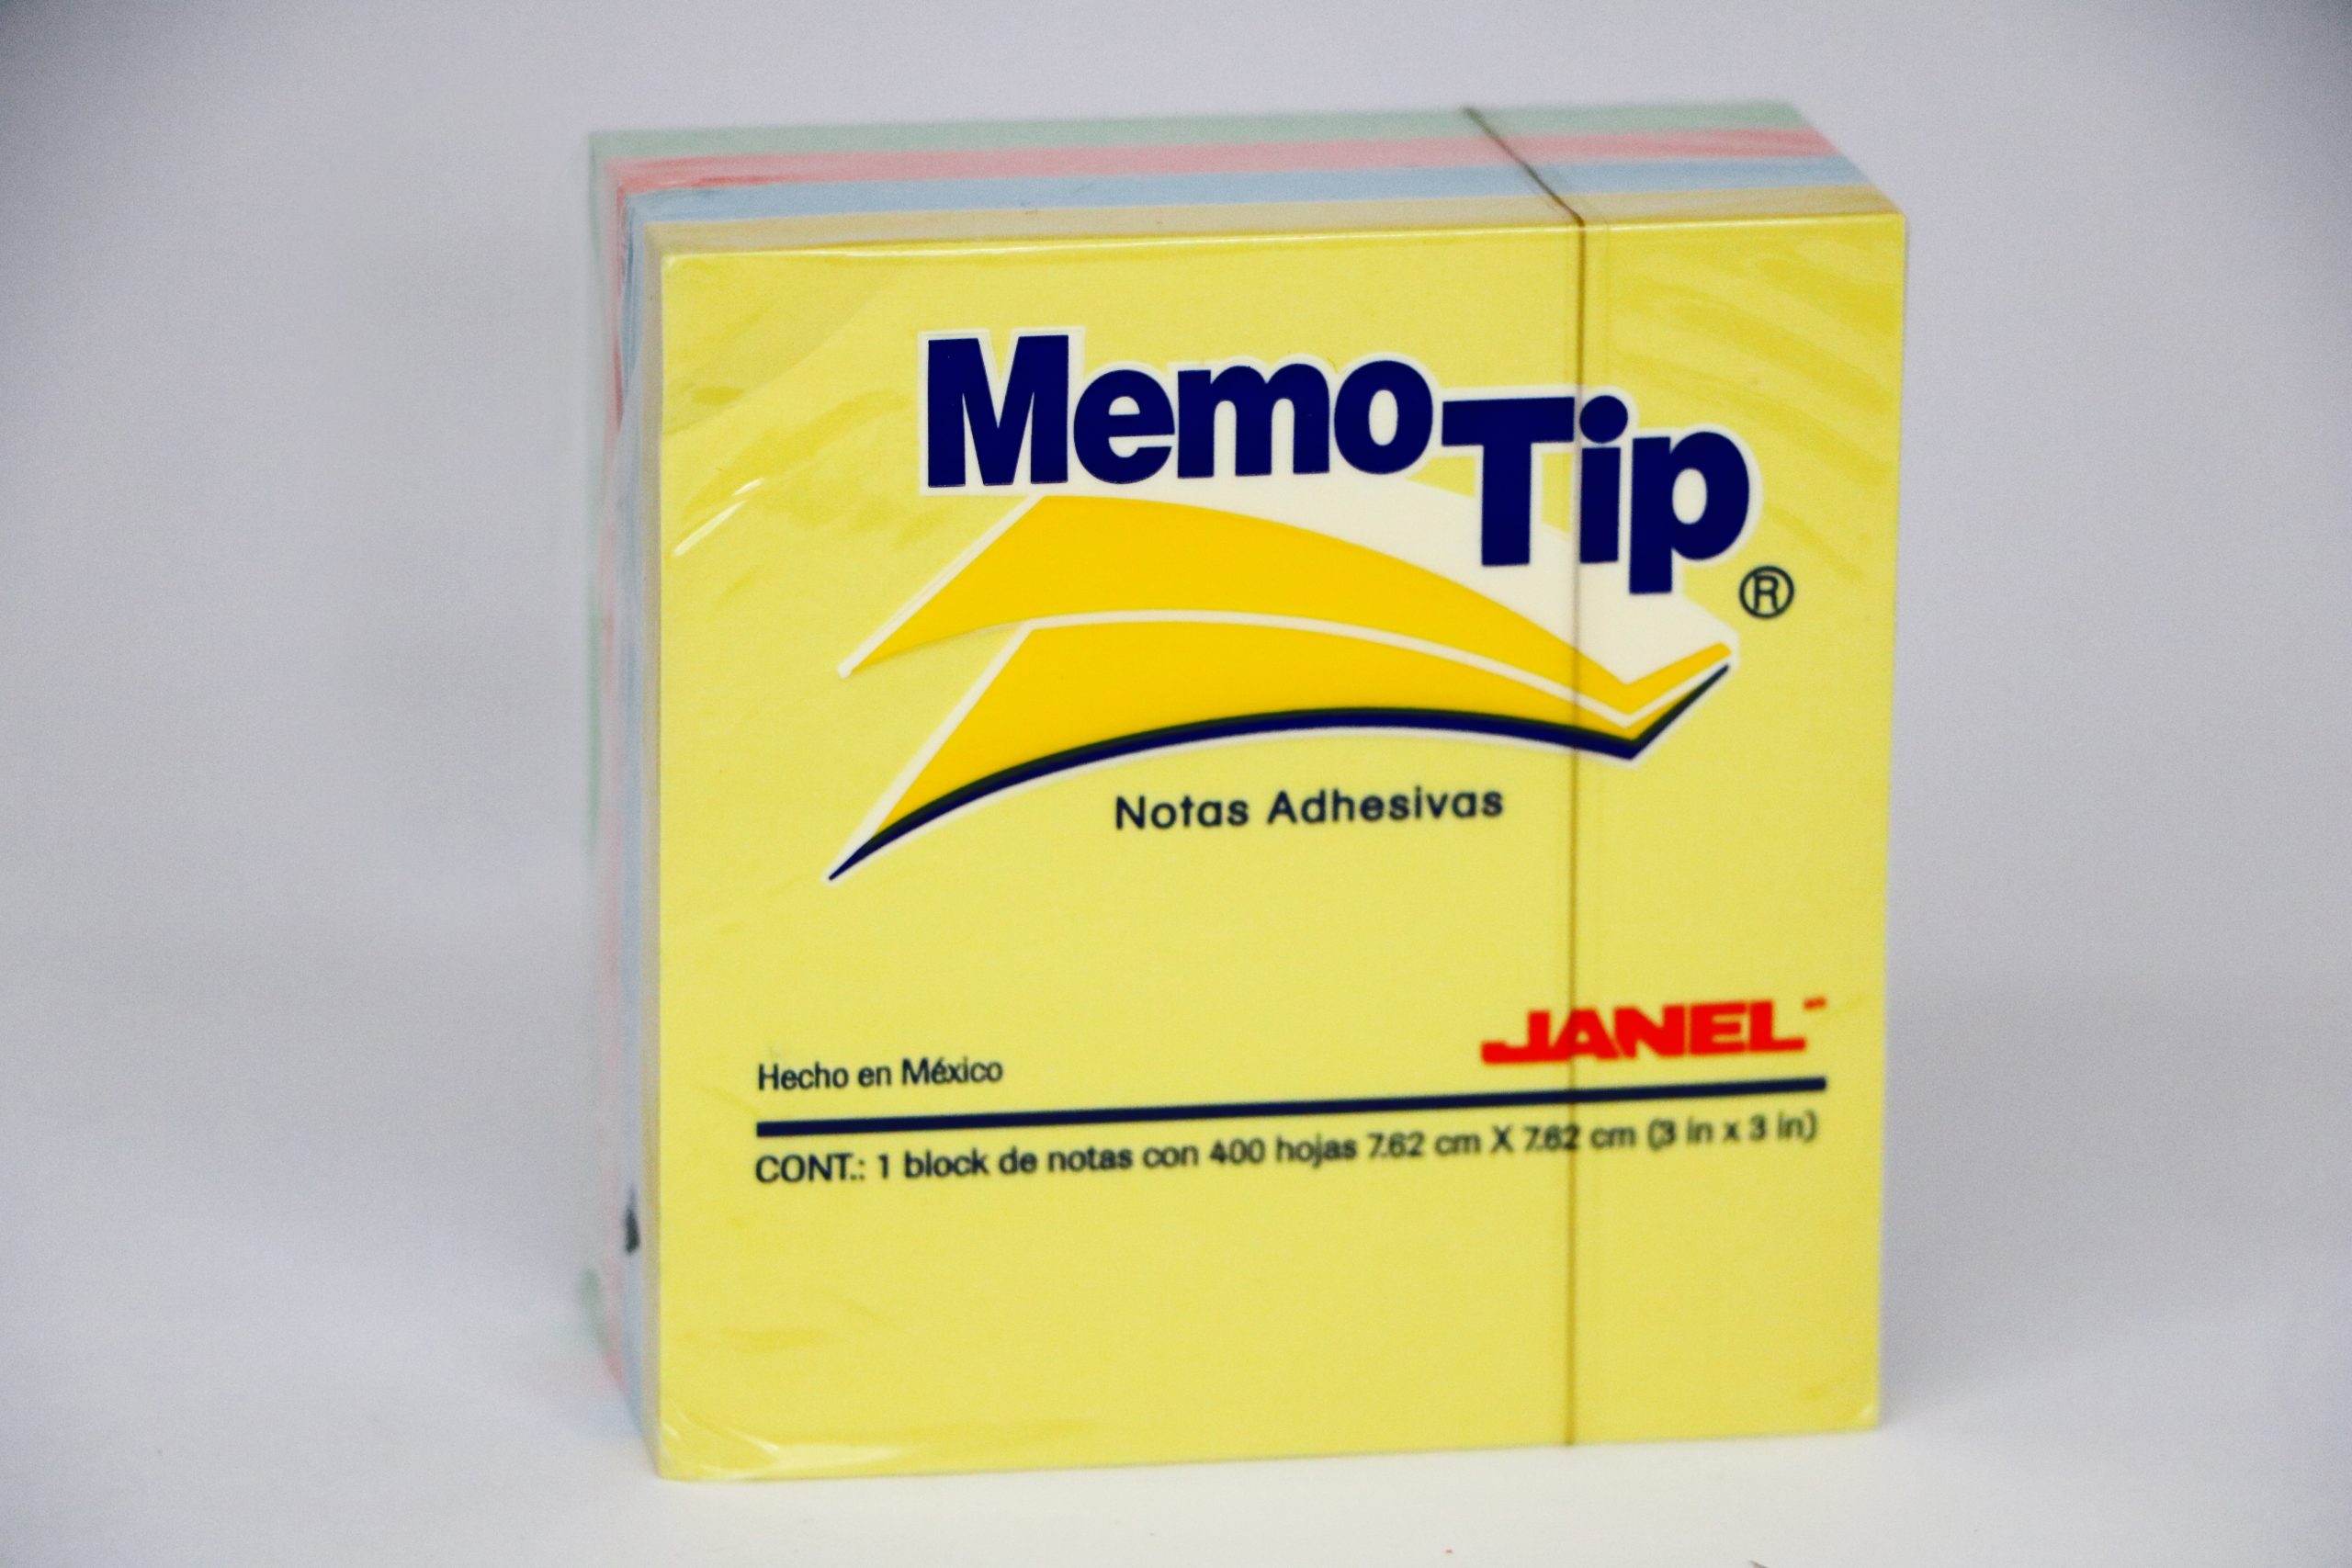 Memo Tip ®
Notas Adhesivas
JANEL
Hecho en México
CONT.: 1 block de notas con 400 hojas 7.62 cm X 7.62 cm (3 in x 3 in)